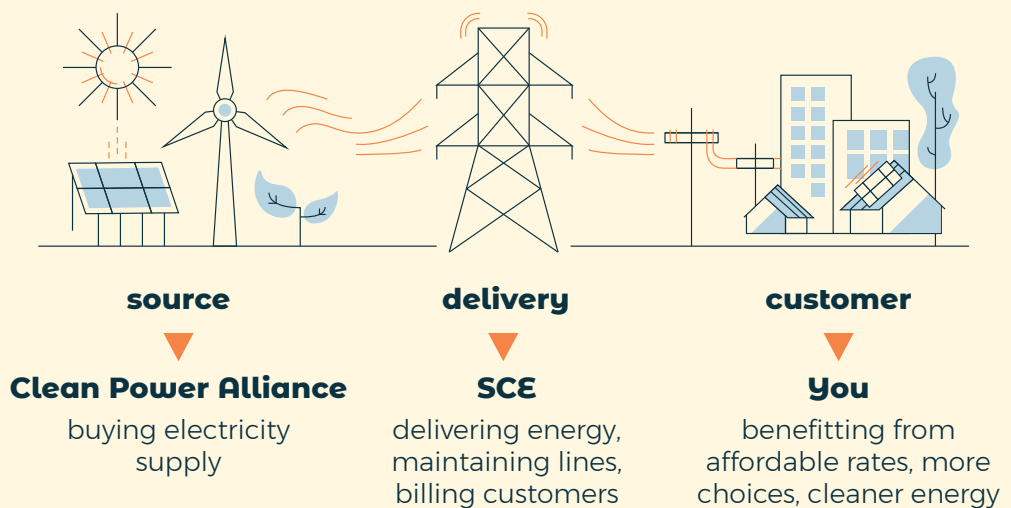 source
delivery
customer
Clean Power Alliance
SCE
You
buying electricity
supply
delivering energy,
maintaining lines,
billing customers
benefitting from
affordable rates, more
choices, cleaner energy